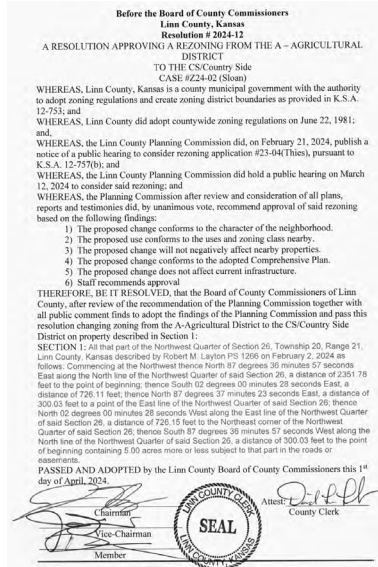 Before the Board of County Commissioners
Linn County, Kansas
Resolution # 2024-12
A RESOLUTION APPROVING A REZONING FROM THE A – AGRICULTURAL
DISTRICT
TO THE CS/Country Side
CASE #Z24-02 (Sloan)
WHEREAS, Linn County, Kansas is a county municipal government with the authority
to adopt zoning regulations and create zoning district boundaries as provided in K.S.A.
12-753; and
WHEREAS, Linn County did adopt countywide zoning regulations on June 22, 1981;
and,
WHEREAS, the Linn County Planning Commission did, on February 21, 2024, publish a
notice of a public hearing to consider rezoning application #23-04(Thies), pursuant to
K.S.A. 12-757(b); and
WHEREAS, the Linn County Planning Commission did hold a public hearing on March
12, 2024 to consider said rezoning; and
WHEREAS, the Planning Commission after review and consideration of all plans,
reports and testimonies did, by unanimous vote, recommend approval of said rezoning
based on the following findings:
1) The proposed change conforms to the character of the neighborhood.
2) The proposed use conforms to the uses and zoning class nearby.
3) The proposed change will not negatively affect nearby properties.
4) The proposed change conforms to the adopted Comprehensive Plan.
5) The proposed change does not affect current infrastructure.
6) Staff recommends approval
THEREFORE, BE IT RESOLVED, that the Board of County Commissioners of Linn
County, after review of the recommendation of the Planning Commission together with
all public comment finds to adopt the findings of the Planning Commission and pass this
resolution changing zoning from the A-Agricultural District to the CS/Country Side
District on property described in Section 1:
SECTION 1: All that part of the Northwest Quarter of Section 26, Township 20, Range 21,
Linn County, Kansas described by Robert M. Layton PS 1266 on February 2, 2024 as
follows: Commencing at the Northwest thence North 87 degrees 36 minutes 57 seconds
East along the North line of the Northwest Quarter of said Section 26, a distance of 2351.78
feet to the point of beginning; thence South 02 degrees 00 minutes 28 seconds East, a
distance of 726.11 feet; thence North 87 degrees 37 minutes 23 seconds East, a distance of
300.03 feet to a point of the East line of the Northwest Quarter of said Section 26; thence
North 02 degrees 00 minutes 28 seconds West along the East line of the Northwest Quarter
of said Section 26, a distance of 726.15 feet to the Northeast corner of the Northwest
Quarter of said Section 26; thence South 87 degrees 36 minutes 57 seconds West along the
North line of the Northwest Quarter of said Section 26, a distance of 300.03 feet to the point
of beginning containing 5.00 acres more or less subject to that part in the roads or
easements.
PASSED AND ADOPTED by the Linn County Board of County Commissioners this 1st
day of April, 2024.
Attest:
Chairman
County Clerk
Vice-Chairman
Member
LINN COUNTY CLERK
SEAL
LINN COUNTY, KANSAS